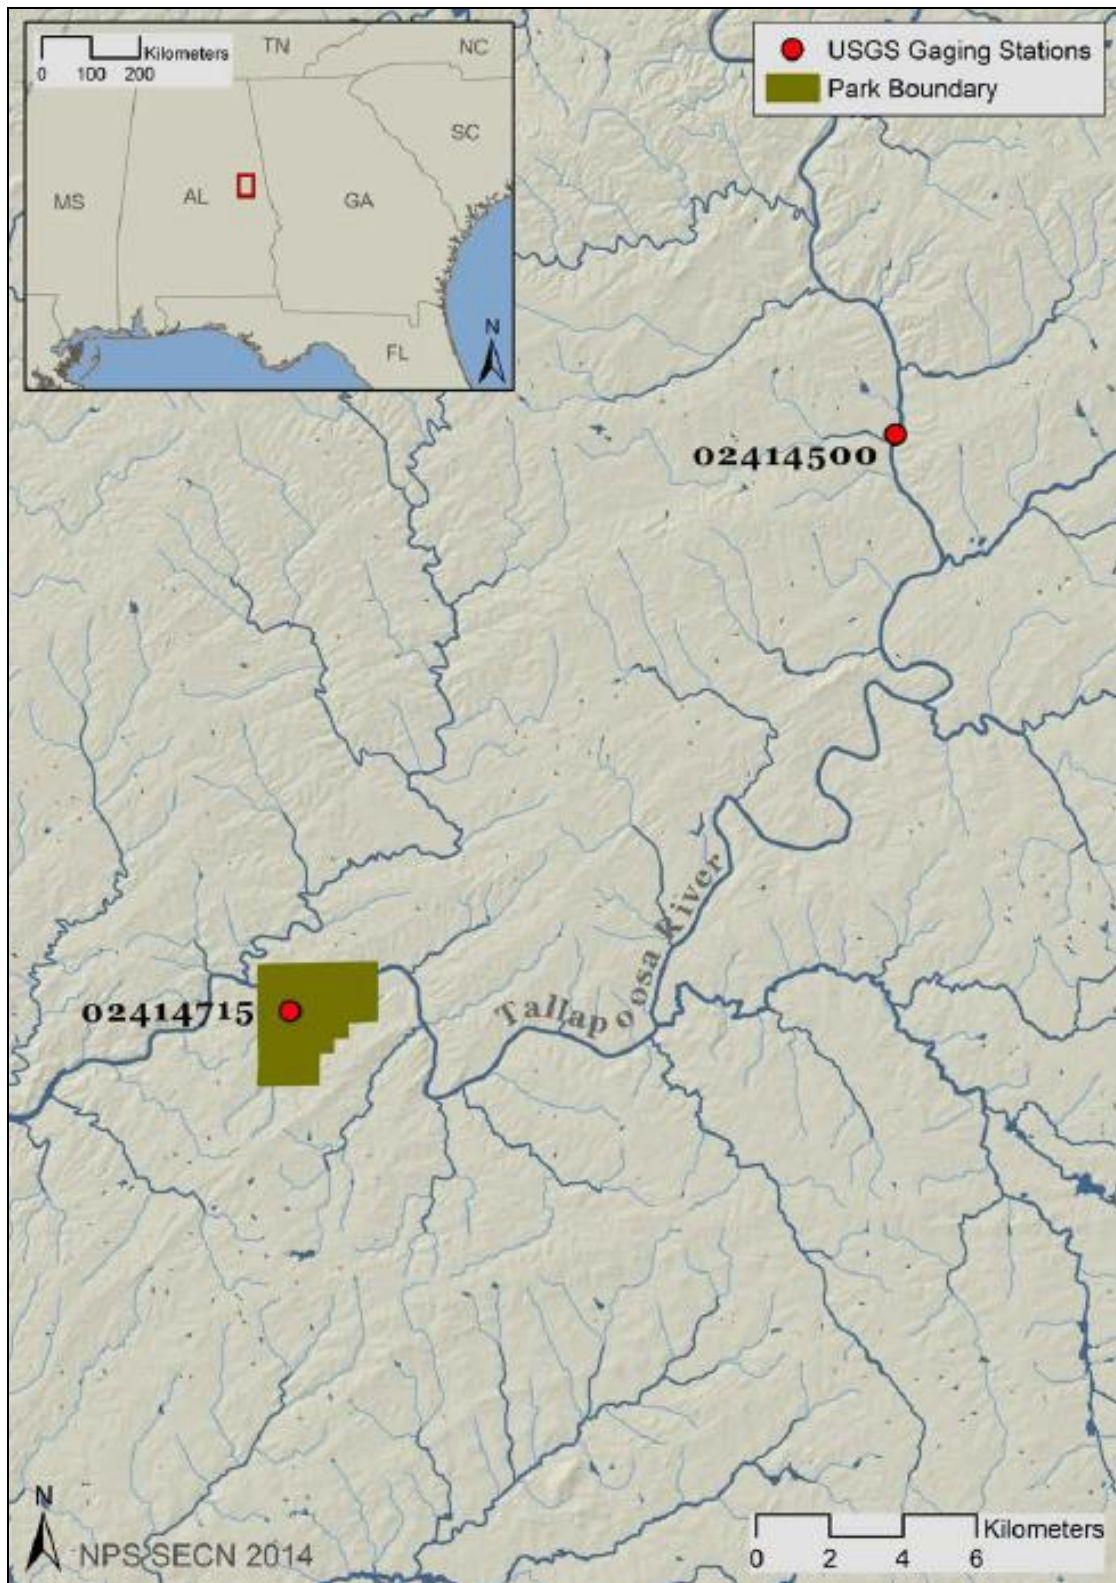 Kilometers
0 100 200
TN
NC
SC
MS
AL
GA
FL
N
USGS Gaging Stations
Park Boundary
02414500
Tallapoosa River
02414715
N
NPS SECN 2014
Kilometers
0 2 4 6